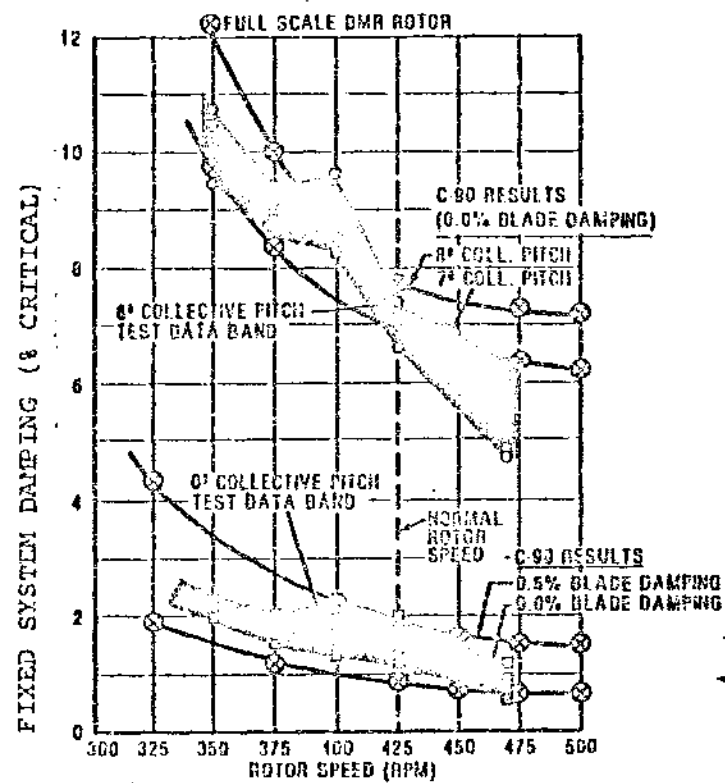 FULL SCALE DMR ROTOR
12
10
8
6
4
2
0
FIXED SYSTEM DAMPING (% CRITICAL)
C-90 RESULTS
(0.0% BLADE DAMPING)
8° COLL. PITCH
7° COLL. PITCH
8° COLLECTIVE PITCH
TEST DATA BAND
0° COLLECTIVE PITCH
TEST DATA BAND
NORMAL
ROTOR
SPEED
C-90 RESULTS
0.5% BLADE DAMPING
0.0% BLADE DAMPING
300 325 350 375 400 425 450 475 500
ROTOR SPEED (RPM)